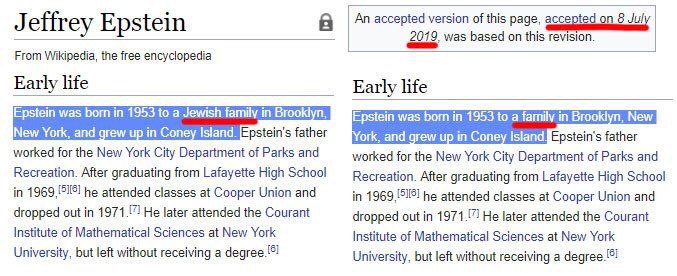 Jeffrey Epstein
From Wikipedia, the free encyclopedia
Early life
Epstein was born in 1953 to a Jewish family in Brooklyn,
New York, and grew up in Coney Island. Epstein's father
worked for the New York City Department of Parks and
Recreation. After graduating from Lafayette High School
in 1969,[5][6] he attended classes at Cooper Union and
dropped out in 1971.[7] He later attended the Courant
Institute of Mathematical Sciences at New York
University, but left without receiving a degree.[6]
An accepted version of this page, accepted on 8 July
2019, was based on this revision.
Early life
Epstein was born in 1953 to a family in Brooklyn, New
York, and grew up in Coney Island. Epstein's father
worked for the New York City Department of Parks and
Recreation. After graduating from Lafayette High School
in 1969,[5][6] he attended classes at Cooper Union and
dropped out in 1971.[7] He later attended the Courant
Institute of Mathematical Sciences at New York
University, but left without receiving a degree.[6]